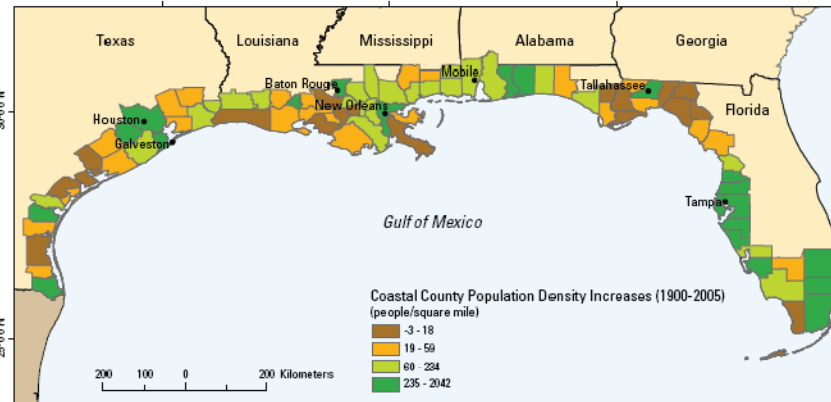 Texas
Louisiana
Mississippi
Alabama
Georgia
Baton Rouge
Mobile
Tallahassee
New Orleans
Florida
Houston
Galveston
Tampa
Gulf of Mexico
Coastal County Population Density Increases (1900-2005)
(people/square mile)
-3 - 18
19 - 59
60 - 234
235 - 2042
200 100 0 200 Kilometers